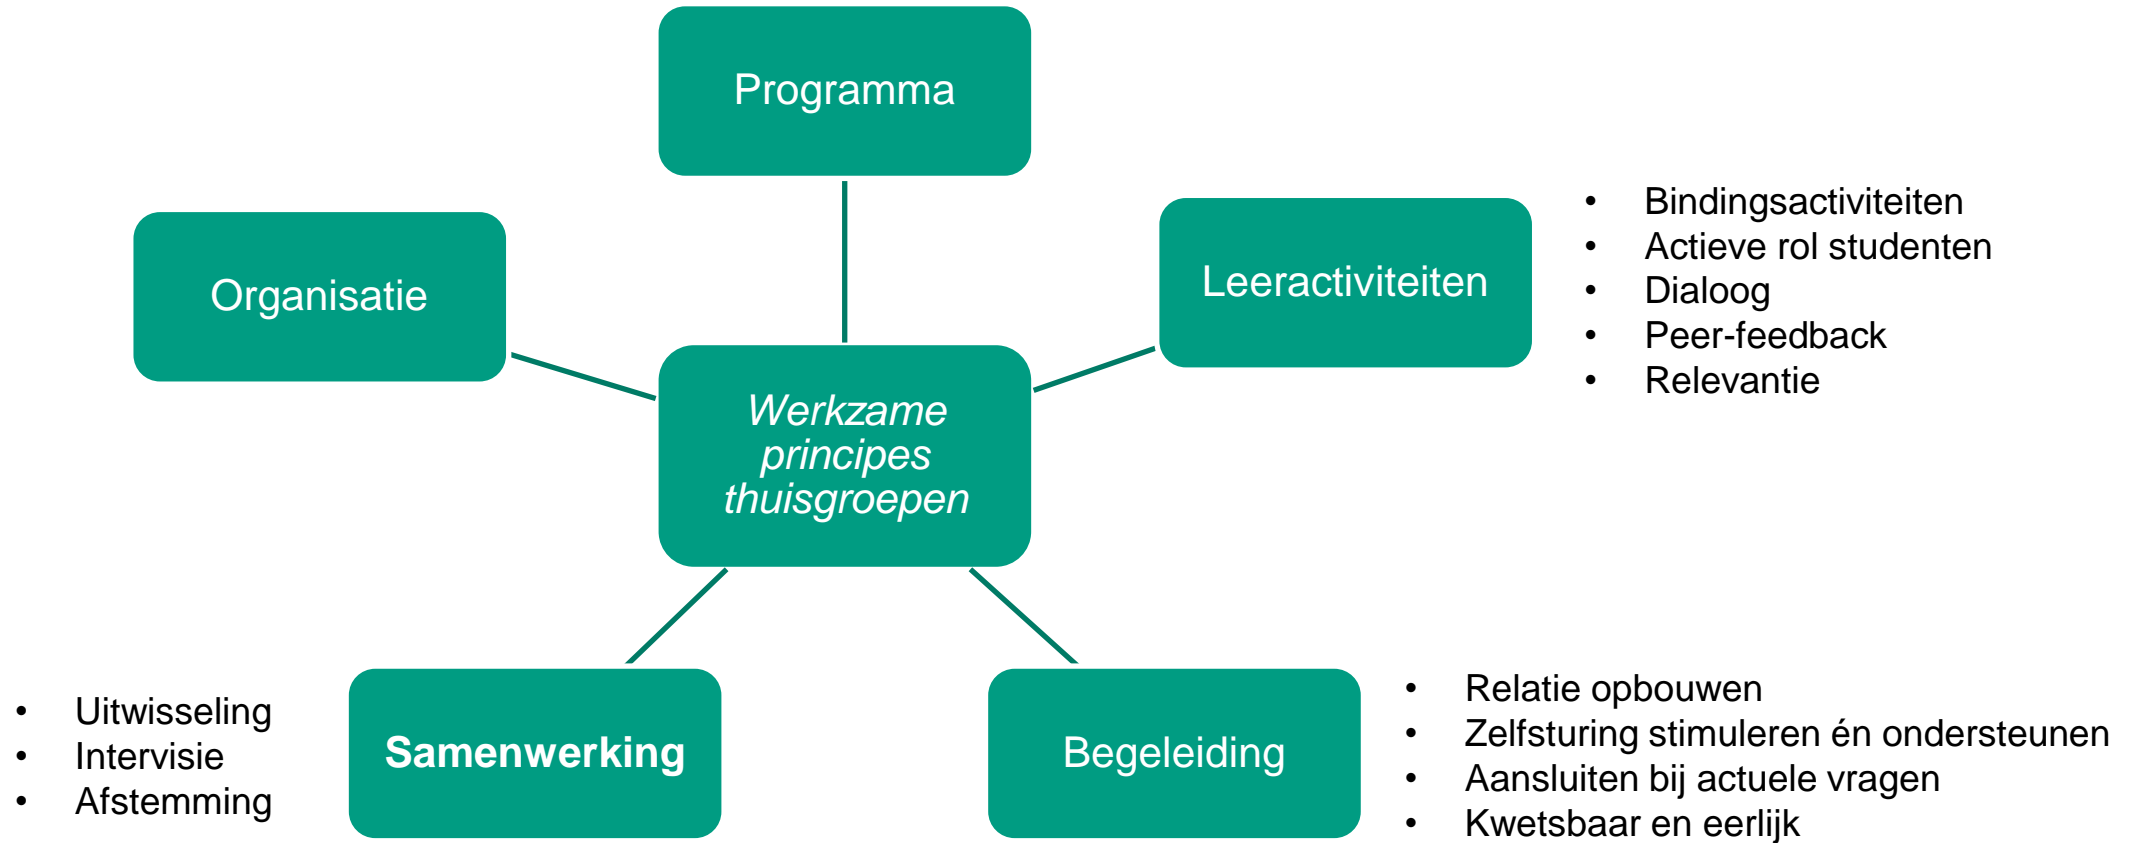 Programma
Organisatie
Leeractiviteiten
• Bindingsactiviteiten
• Actieve rol studenten
• Dialoog
• Peer-feedback
• Relevantie
Werkzame
principes
thuisgroepen
• Uitwisseling
• Intervisie
• Afstemming
Samenwerking
Begeleiding
• Relatie opbouwen
• Zelfsturing stimuleren én ondersteunen
• Aansluiten bij actuele vragen
• Kwetsbaar en eerlijk